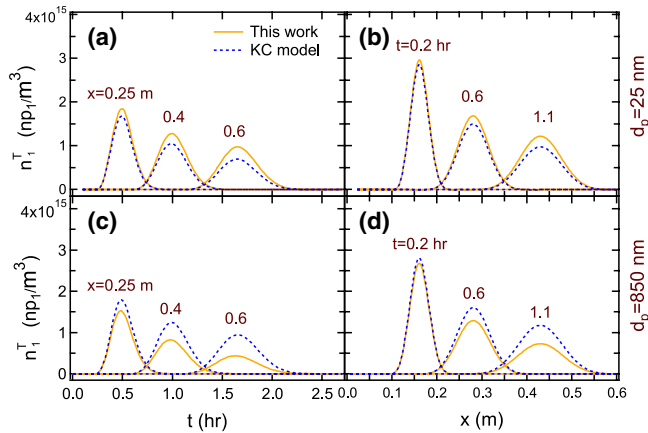 4x10¹⁵
(a)
This work
KC model
x=0.25 m
0.4
0.6
3
2
1
0
n₁ᵀ (np₁/m³)
(b)
t=0.2 hr
0.6
1.1
dₚ=25 nm
4x10¹⁵
(c)
x=0.25 m
0.4
0.6
3
2
1
0
n₁ᵀ (np₁/m³)
0.0 0.5 1.0 1.5 2.0 2.5
t (hr)
(d)
t=0.2 hr
0.6
1.1
dₚ=850 nm
0.0 0.1 0.2 0.3 0.4 0.5 0.6
x (m)